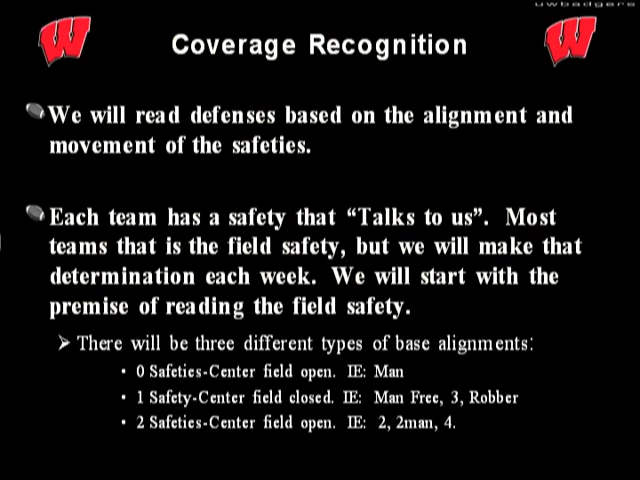 uwbadgers
W
W
Coverage Recognition
We will read defenses based on the alignment and
movement of the safeties.
Each team has a safety that “Talks to us”. Most
teams that is the field safety, but we will make that
determination each week. We will start with the
premise of reading the field safety.
➢ There will be three different types of base alignments:
• 0 Safeties-Center field open. IE: Man
• 1 Safety-Center field closed. IE: Man Free, 3, Robber
• 2 Safeties-Center field open. IE: 2, 2man, 4.